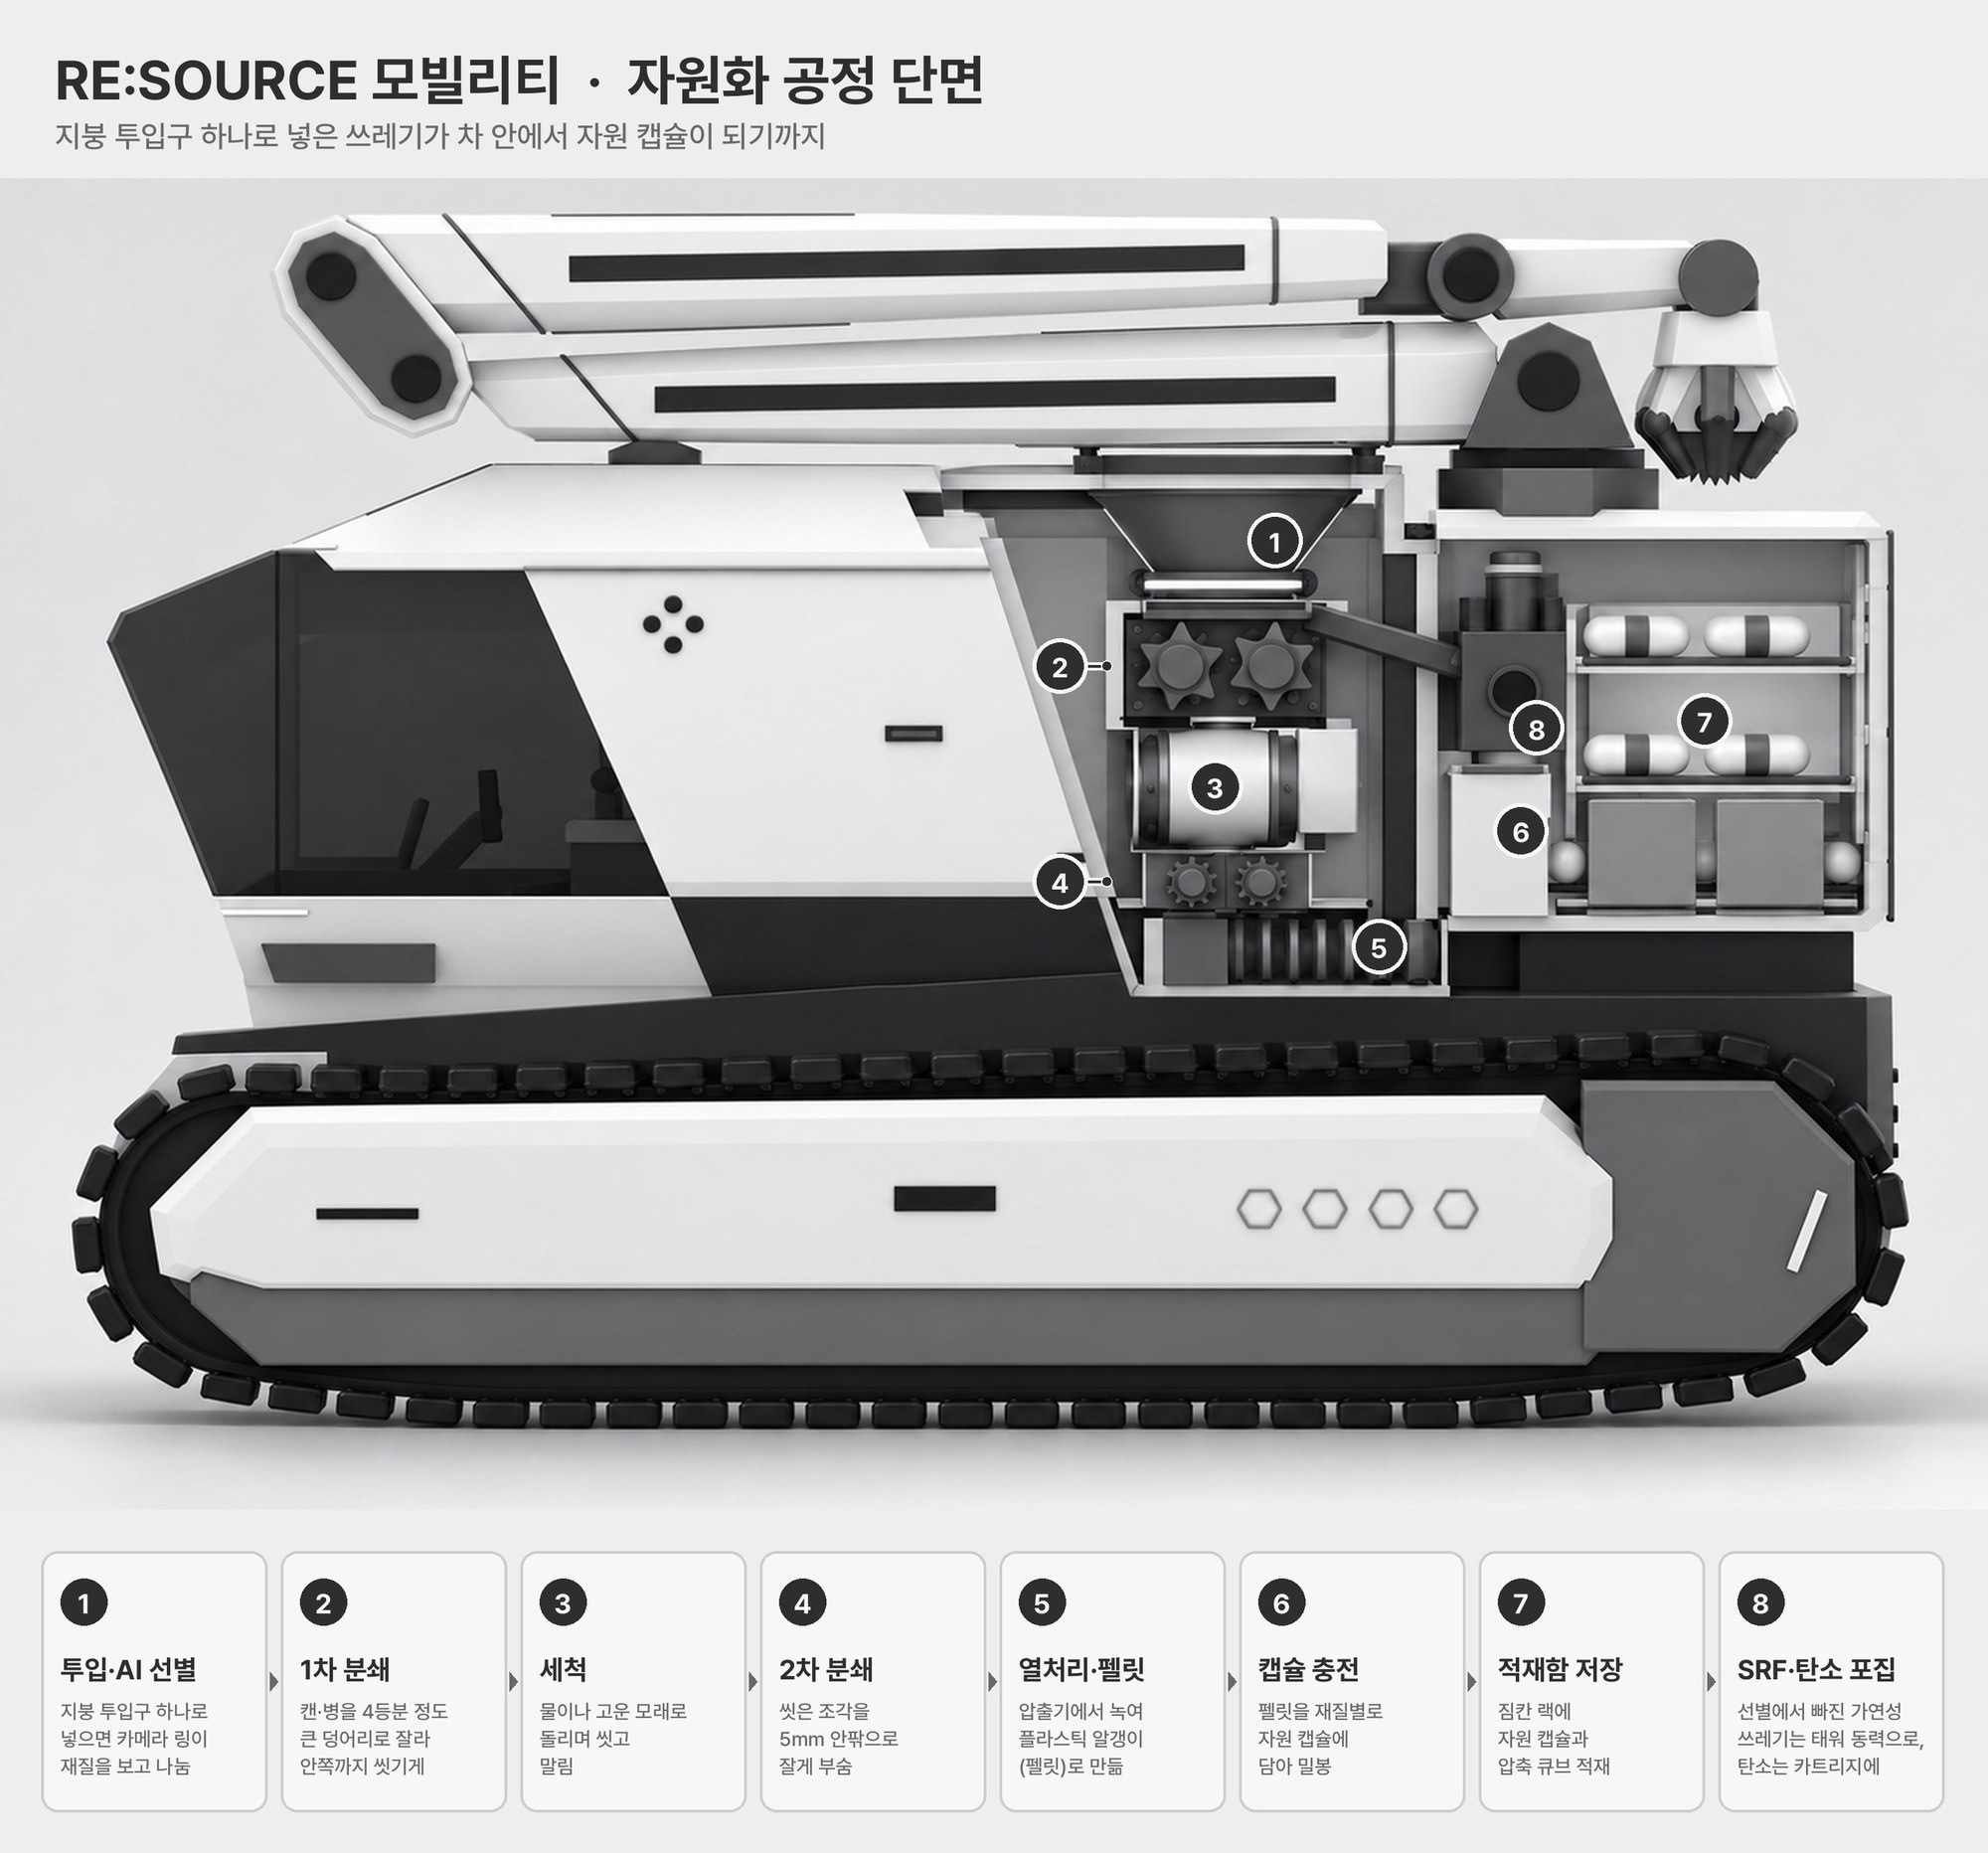 RE:SOURCE 모빌리티 · 자원화 공정 단면
지붕 투입구 하나로 넣은 쓰레기가 차 안에서 자원 캡슐이 되기까지
1
2
8
7
3
6
4
5
1
투입·AI 선별
지붕 투입구 하나로
넣으면 카메라 링이
재질을 보고 나눔
2
1차 분쇄
캔·병을 4등분 정도
큰 덩어리로 잘라
안쪽까지 씻기게
3
세척
물이나 고운 모래로
돌리며 씻고
말림
4
2차 분쇄
씻은 조각을
5mm 안팎으로
잘게 부숨
5
열처리·펠릿
압출기에서 녹여
플라스틱 알갱이
(펠릿)로 만듦
6
캡슐 충전
펠릿을 재질별로
자원 캡슐에
담아 밀봉
7
적재함 저장
짐칸 랙에
자원 캡슐과
압축 큐브 적재
8
SRF·탄소 포집
선별에서 빠진 가연성
쓰레기는 태워 동력으로,
탄소는 카트리지에